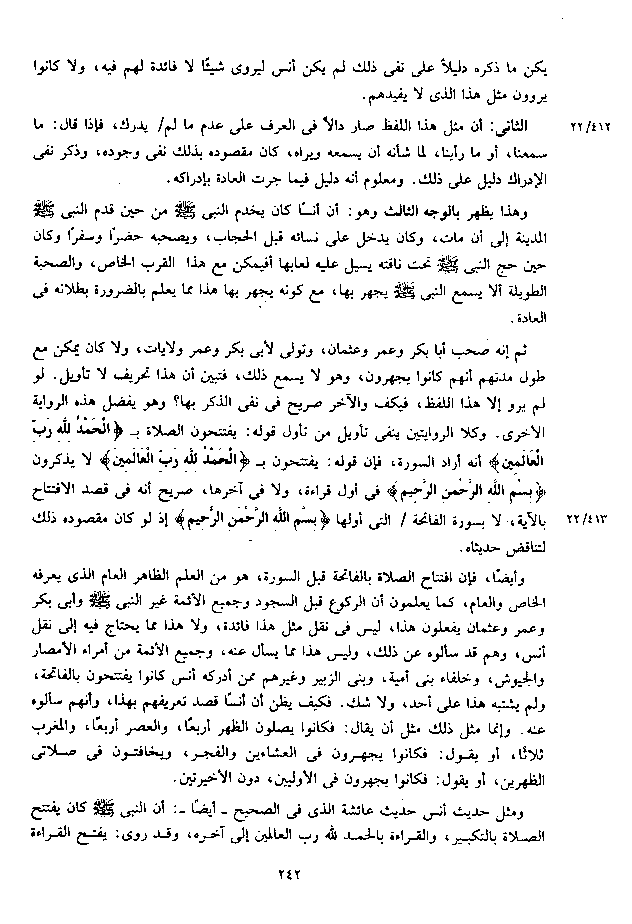 يكن ما ذكره دليلاً على نفى ذلك لم يكن أنس ليروى شيئًا لا فائدة لهم فيه، ولا كانوا
يروون مثل هذا الذى لا يفيدهم.
٢٢/٤١٢ الثانى: أن مثل هذا اللفظ صار دالاً فى العرف على عدم ما لم/ يدرك، فإذا قال: ما
سمعنا، أو ما رأينا، لما شأنه أن يسمعه ويراه، كان مقصوده بذلك نفى وجوده، وذكر نفى
الإدراك دليل على ذلك. ومعلوم أنه دليل فيما جرت العادة بإدراكه.
وهذا يظهر بالوجه الثالث وهو: أن أنسًا كان يخدم النبى ﷺ من حين قدم النبى ﷺ
المدينة إلى أن مات، وكان يدخل على نسائه قبل الحجاب، ويصحبه حضرًا وسفرًا وكان
حين حج النبى ﷺ تحت ناقته يسيل عليه لعابها أفيمكن مع هذا القرب الخاص، والصحبة
الطويلة ألا يسمع النبى ﷺ يجهر بها، مع كونه يجهر بها هذا مما يعلم بالضرورة بطلانه فى
العادة.
ثم إنه صحب أبا بكر وعمر وعثمان، وتولى لأبى بكر وعمر ولايات، ولا كان يمكن مع
طول مدتهم أنهم كانوا يجهرون، وهو لا يسمع ذلك، فتبين أن هذا تحريف لا تأويل. لو
لم يرو إلا هذا اللفظ، فيكف والآخر صريح فى نفى الذكر بها؟ وهو يفضل هذه الرواية
الأخرى. وكلا الروايتين ينفى تأويل من تأول قوله: يفتتحون الصلاة بـ ﴿الْحَمْدُ لِلَّهِ رَبِّ
الْعَالَمِينَ﴾ أنه أراد السورة، فإن قوله: يفتتحون بـ ﴿الْحَمْدُ لِلَّهِ رَبِّ الْعَالَمِينَ﴾ لا يذكرون
﴿بِسْمِ اللَّهِ الرَّحْمَنِ الرَّحِيمِ﴾ فى أول قراءة، ولا فى آخرها، صريح أنه فى قصد الافتتاح
٢٢/٤١٣ بالآية، لا بسورة الفاتحة / التى أولها ﴿بِسْمِ اللَّهِ الرَّحْمَنِ الرَّحِيمِ﴾ إذ لو كان مقصوده ذلك
لتناقض حديثاه.
وأيضًا، فإن افتتاح الصلاة بالفاتحة قبل السورة، هو من العلم الظاهر العام الذى يعرفه
الخاص والعام، كما يعلمون أن الركوع قبل السجود وجميع الأئمة غير النبى ﷺ وأبى بكر
وعمر وعثمان يفعلون هذا، ليس فى نقل مثل هذا فائدة، ولا هذا مما يحتاج فيه إلى نقل
أنس، وهم قد سألوه عن ذلك، وليس هذا مما يسأل عنه، وجميع الأئمة من أمراء الأمصار
والجيوش، وخلفاء بنى أمية، وبنى الزبير وغيرهم ممن أدركه أنس كانوا يفتتحون بالفاتحة،
ولم يشتبه هذا على أحد، ولا شك. فكيف يظن أن أنسًا قصد تعريفهم بهذا، وأنهم سألوه
عنه. وإنما مثل ذلك مثل أن يقال: فكانوا يصلون الظهر أربعًا، والعصر أربعًا، والمغرب
ثلاثًا، أو يقول: فكانوا يجهرون فى العشاءين والفجر، ويخافتون فى صلاتى
الظهرين، أو يقول: فكانوا يجهرون فى الأوليين، دون الأخيرتين.
ومثل حديث أنس حديث عائشة الذى فى الصحيح ـ أيضًا ـ: أن النبى ﷺ كان يفتتح
الصلاة بالتكبير، والقراءة بالحمد لله رب العالمين إلى آخره، وقد روى: يفتتح القراءة
٢٤٢